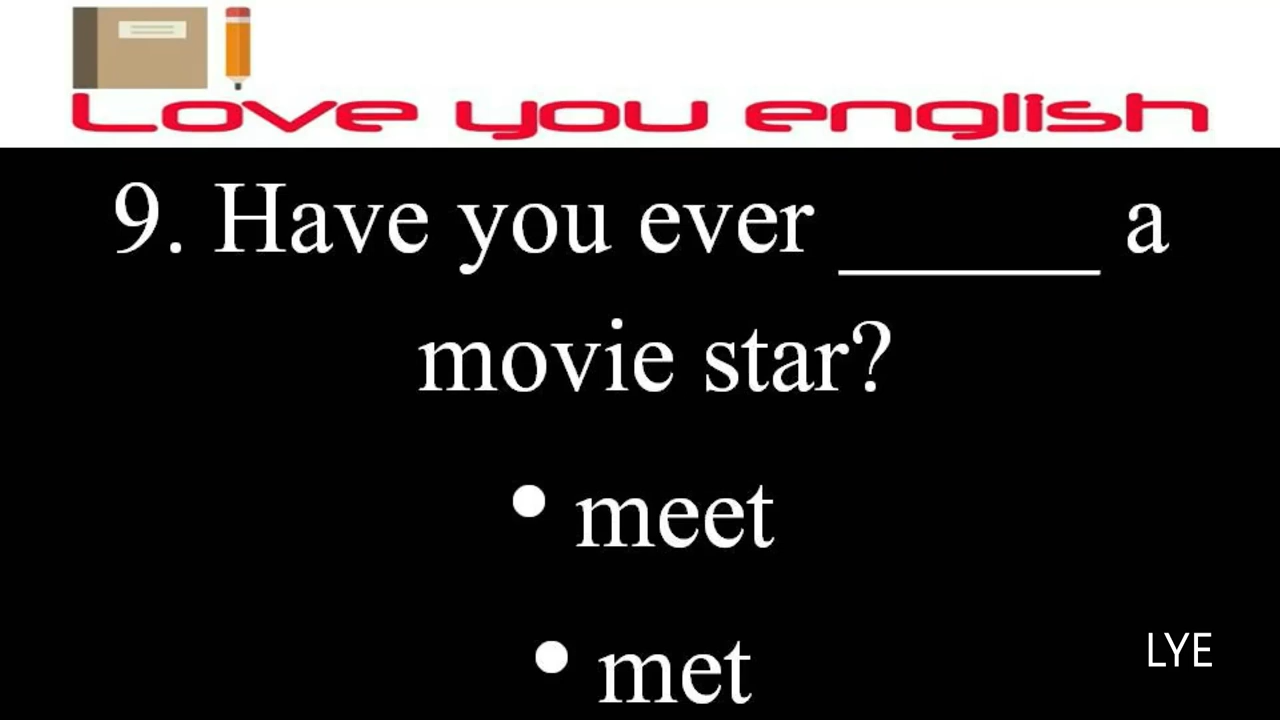 Love you english
9. Have you ever ______ a
movie star?
• meet
• met
LYE